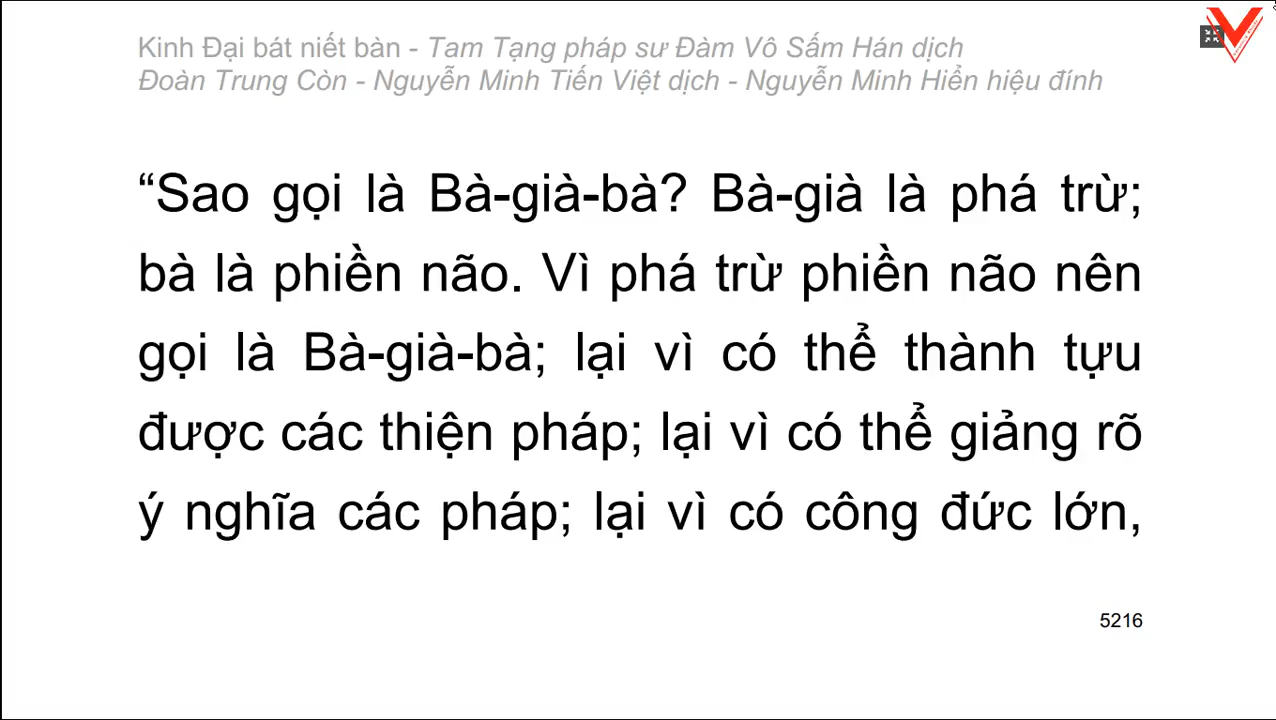 Kinh Đại bát niết bàn - Tam Tạng pháp sư Đàm Vô Sấm Hán dịch
Đoàn Trung Còn - Nguyễn Minh Tiến Việt dịch - Nguyễn Minh Hiển hiệu đính
“Sao gọi là Bà-già-bà? Bà-già là phá trừ;
bà là phiền não. Vì phá trừ phiền não nên
gọi là Bà-già-bà; lại vì có thể thành tựu
được các thiện pháp; lại vì có thể giảng rõ
ý nghĩa các pháp; lại vì có công đức lớn,
5216